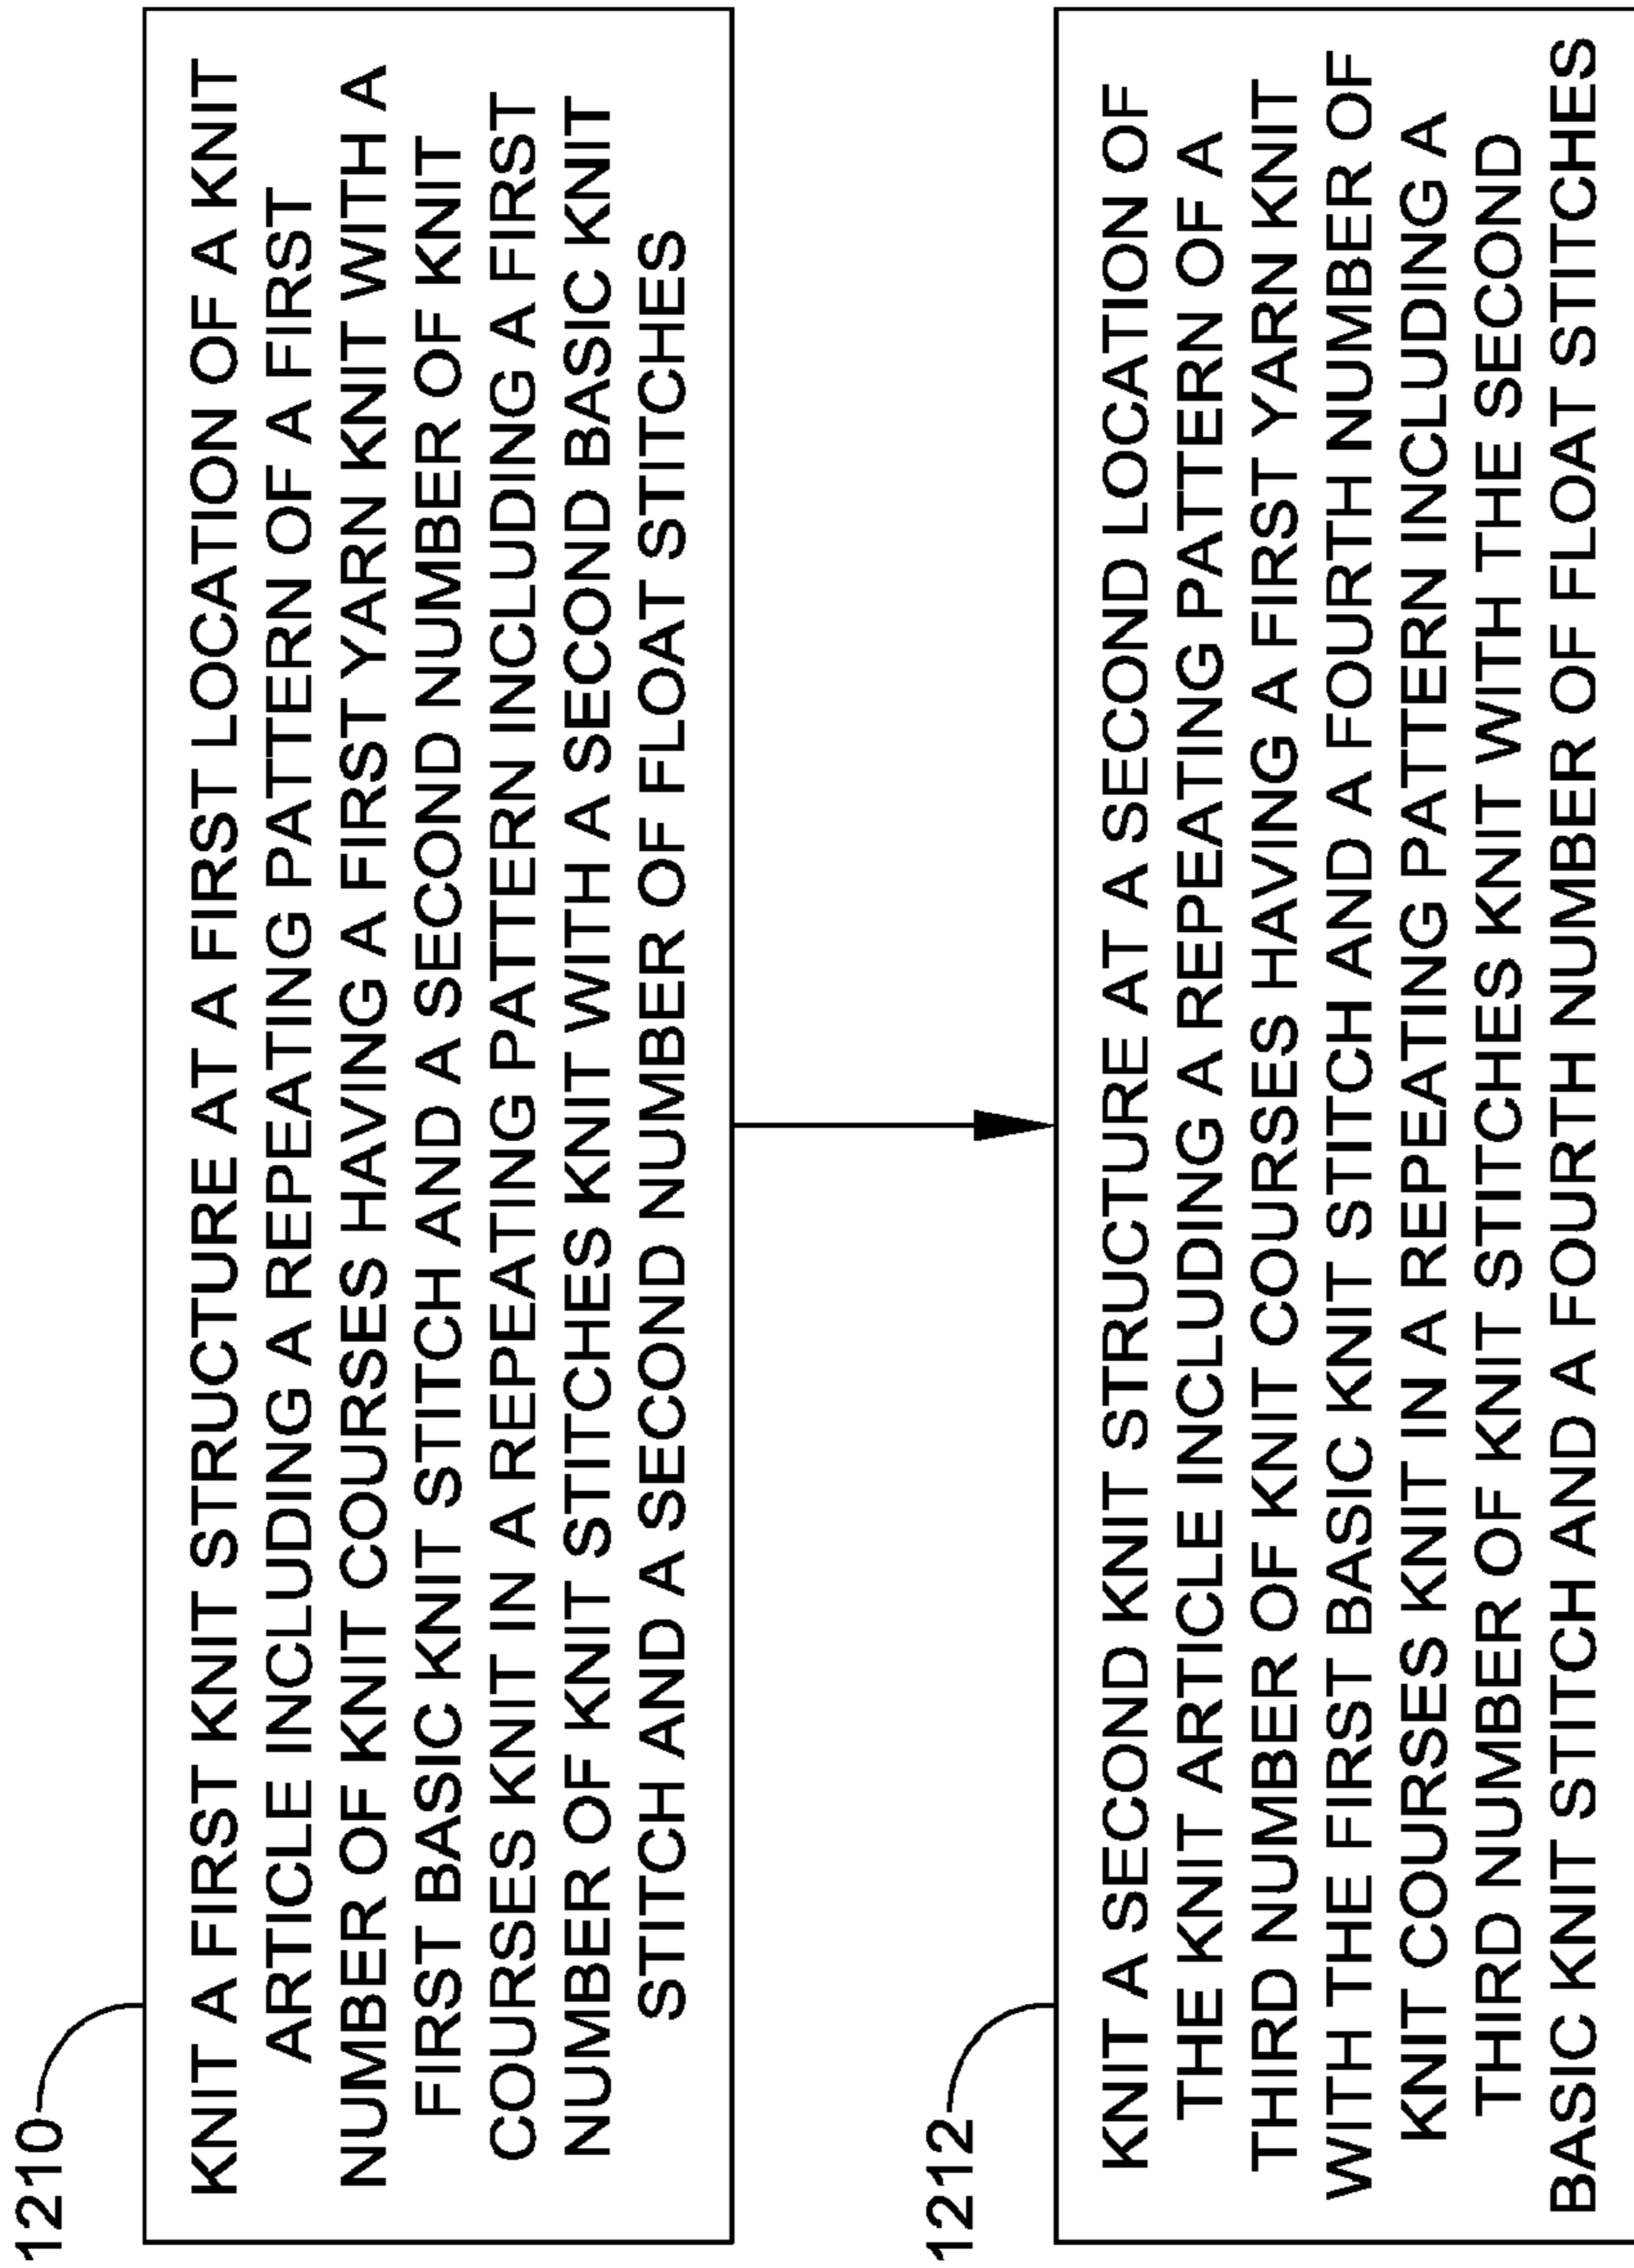 1210
KNIT A FIRST KNIT STRUCTURE AT A FIRST LOCATION OF A KNIT
ARTICLE INCLUDING A REPEATING PATTERN OF A FIRST
NUMBER OF KNIT COURSES HAVING A FIRST YARN KNIT WITH A
FIRST BASIC KNIT STITCH AND A SECOND NUMBER OF KNIT
COURSES KNIT IN A REPEATING PATTERN INCLUDING A FIRST
NUMBER OF KNIT STITCHES KNIT WITH A SECOND BASIC KNIT
STITCH AND A SECOND NUMBER OF FLOAT STITCHES
1212
KNIT A SECOND KNIT STRUCTURE AT A SECOND LOCATION OF
THE KNIT ARTICLE INCLUDING A REPEATING PATTERN OF A
THIRD NUMBER OF KNIT COURSES HAVING A FIRST YARN KNIT
WITH THE FIRST BASIC KNIT STITCH AND A FOURTH NUMBER OF
KNIT COURSES KNIT IN A REPEATING PATTERN INCLUDING A
THIRD NUMBER OF KNIT STITCHES KNIT WITH THE SECOND
BASIC KNIT STITCH AND A FOURTH NUMBER OF FLOAT STITCHES